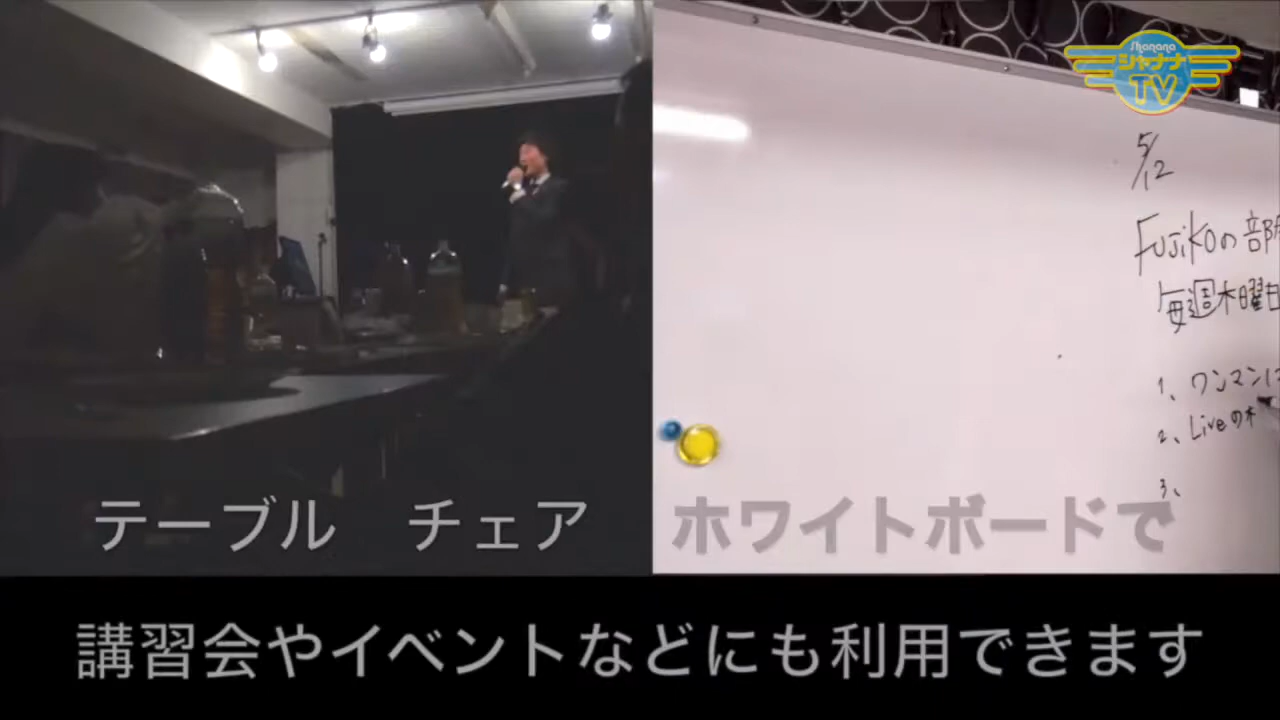 Shanana
シャナナ
TV
5/12
Fujikoの部
毎週木曜日
1、ワンマンに
2、Liveの
3、
テーブル　チェア　ホワイトボードで
講習会やイベントなどにも利用できます